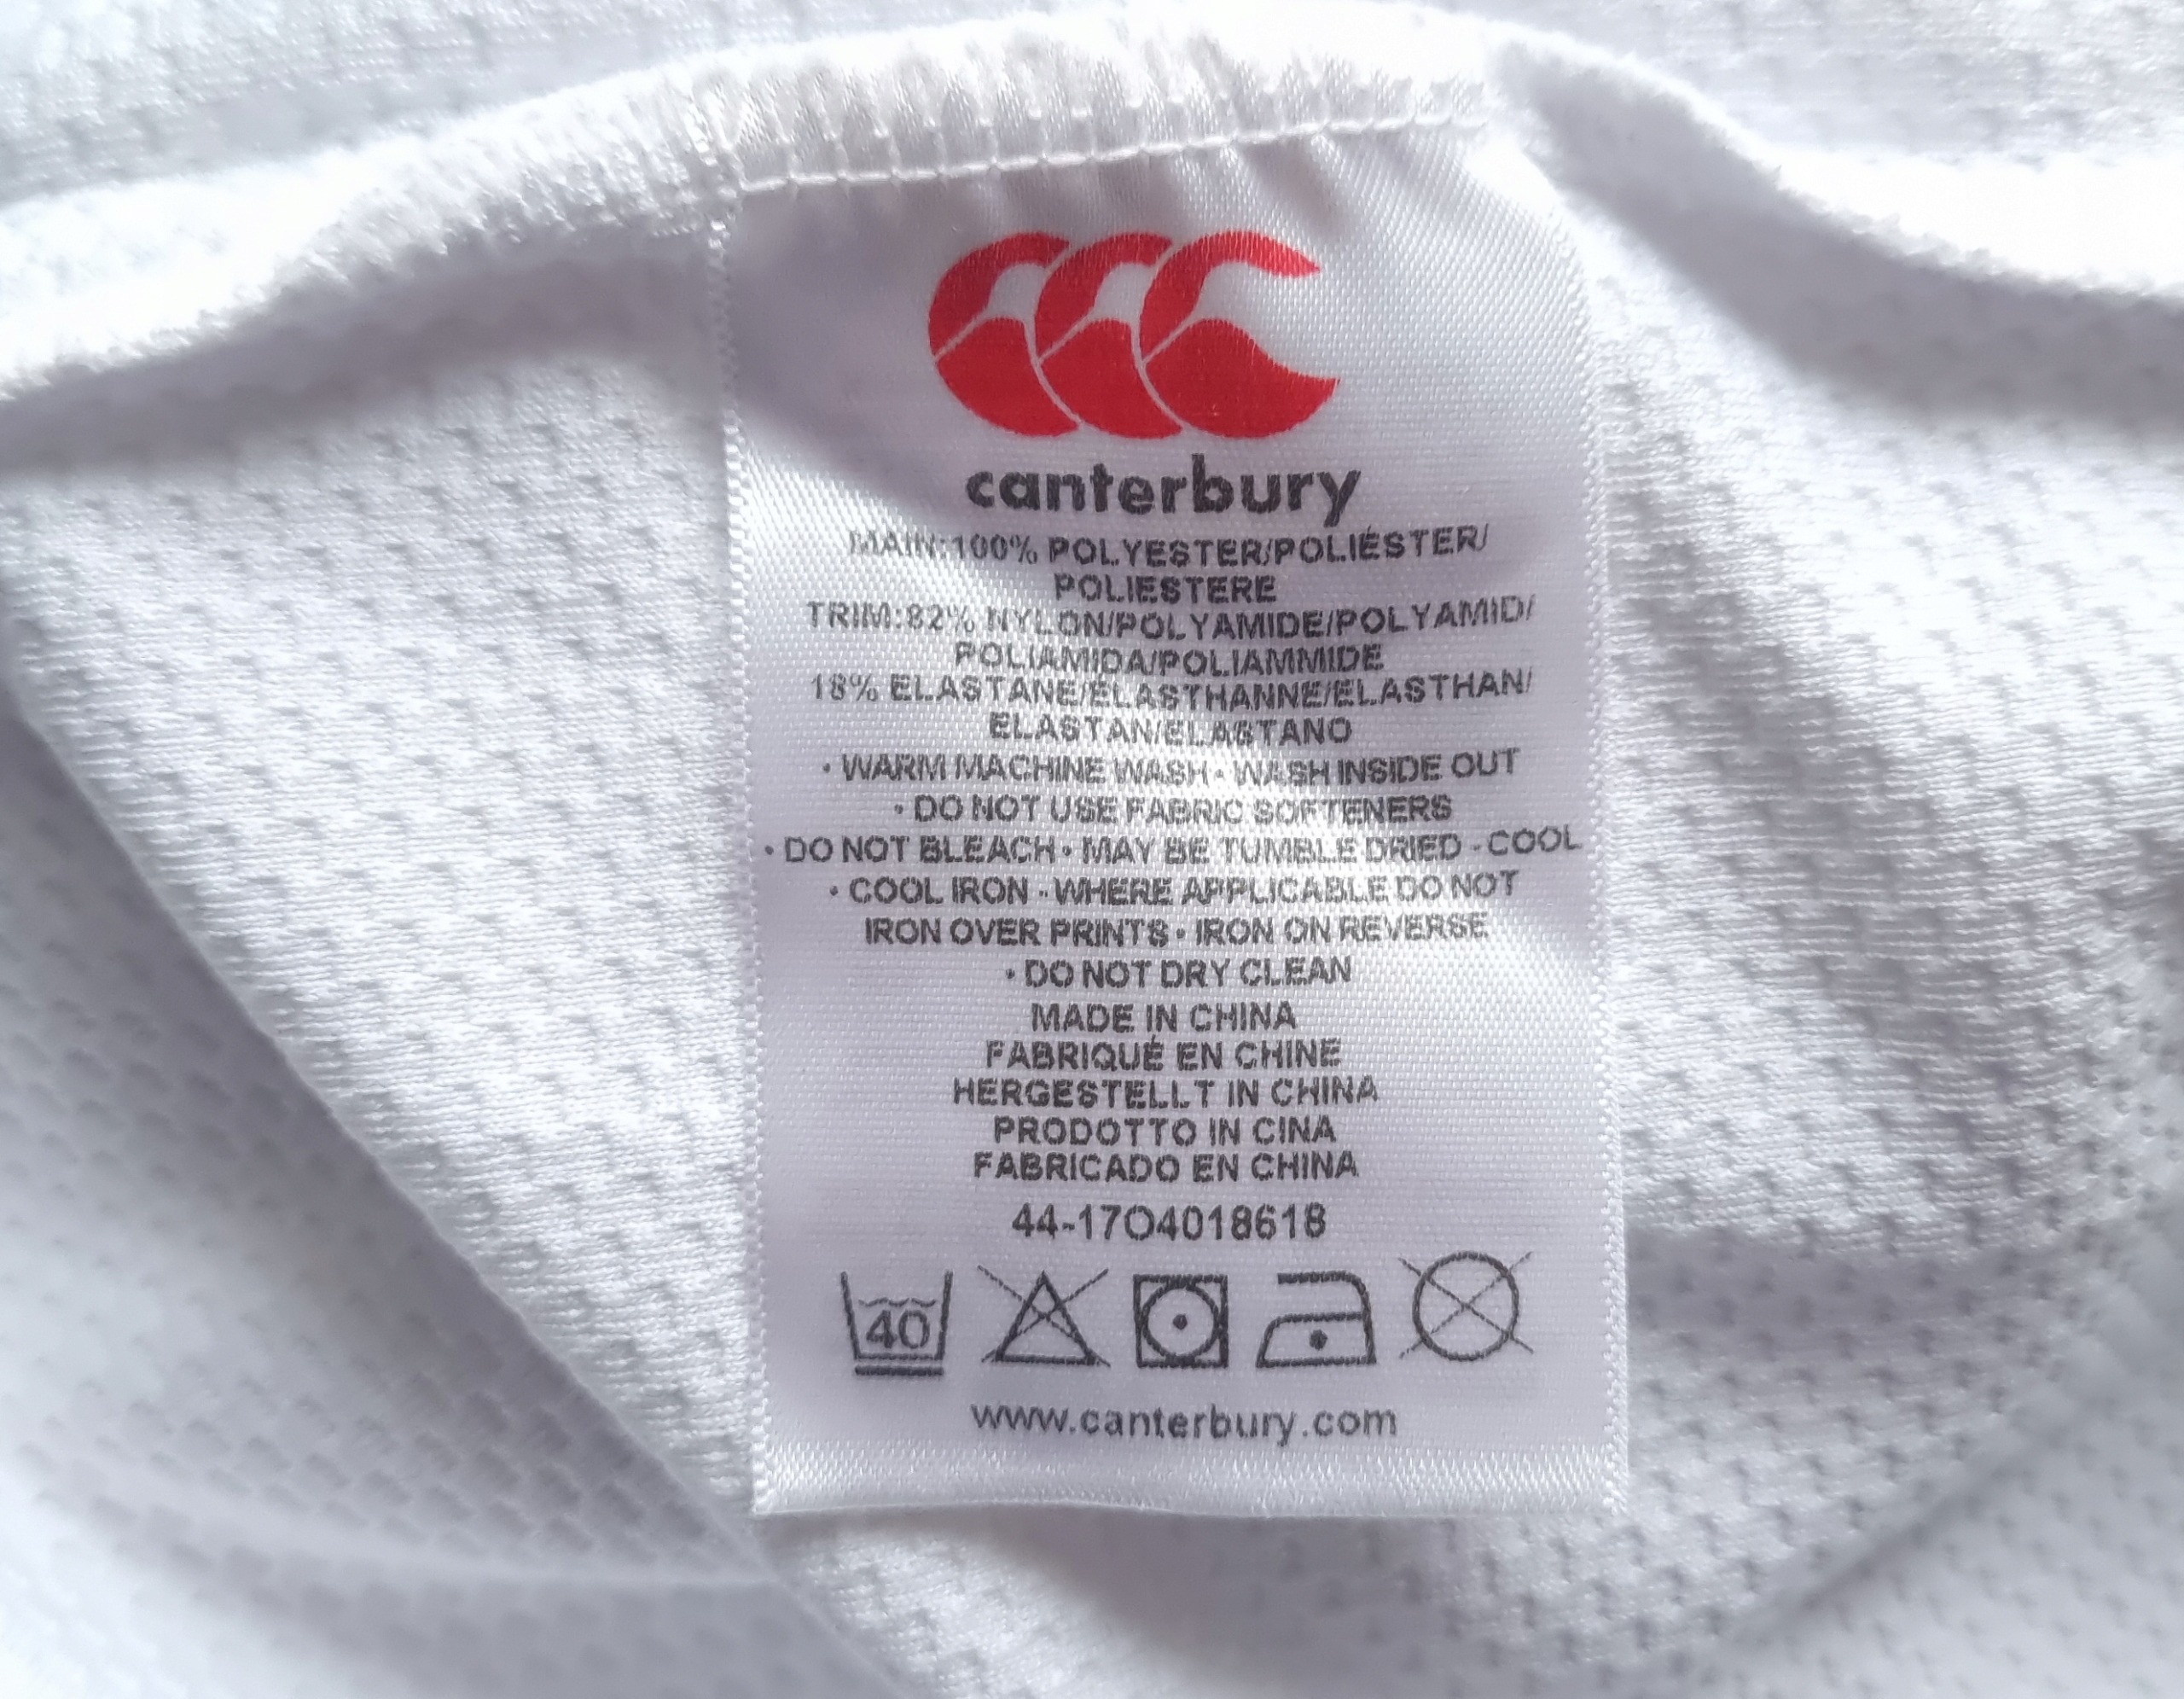 canterbury
MAIN:100% POLYESTER/POLIÉSTER/
POLIESTERE
TRIM:82% NYLON/POLYAMIDE/POLYAMID/
POLIAMIDA/POLIAMMIDE
18% ELASTANE/ÉLASTHANNE/ELASTHAN/
ELASTAN/ELASTANO
• WARM MACHINE WASH • WASH INSIDE OUT
• DO NOT USE FABRIC SOFTENERS
• DO NOT BLEACH • MAY BE TUMBLE DRIED - COOL
• COOL IRON - WHERE APPLICABLE DO NOT
IRON OVER PRINTS • IRON ON REVERSE
• DO NOT DRY CLEAN
MADE IN CHINA
FABRIQUÉ EN CHINE
HERGESTELLT IN CHINA
PRODOTTO IN CINA
FABRICADO EN CHINA
44-17O4018618
40
www.canterbury.com